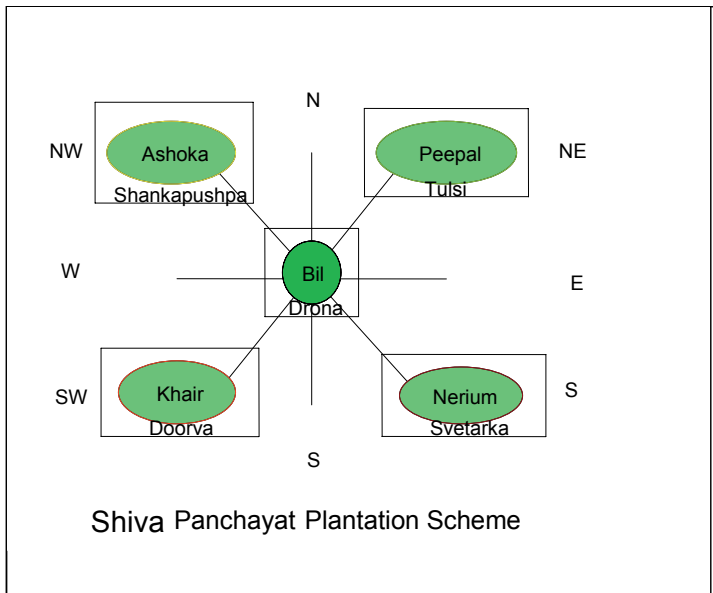 N
NW
Ashoka
Peepal
NE
Shankapushpa
Tulsi
W
Bil
E
Drona
SW
Khair
Nerium
S
Doorva
Svetarka
S
Shiva Panchayat Plantation Scheme